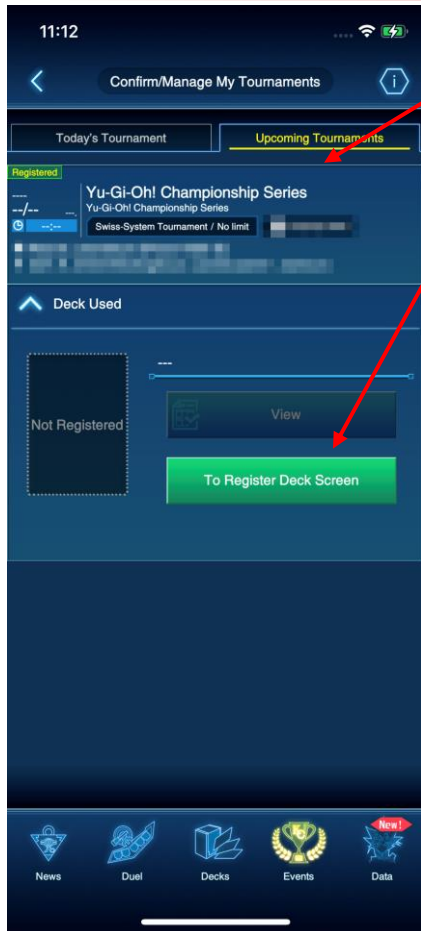 11:12
Confirm/Manage My Tournaments
i
Today's Tournament
Upcoming Tournaments
Registered
----
--/--
--:--
Yu-Gi-Oh! Championship Series
Yu-Gi-Oh! Championship Series
Swiss-System Tournament / No limit
Deck Used
---
Not Registered
View
To Register Deck Screen
New!
News
Duel
Decks
Events
Data